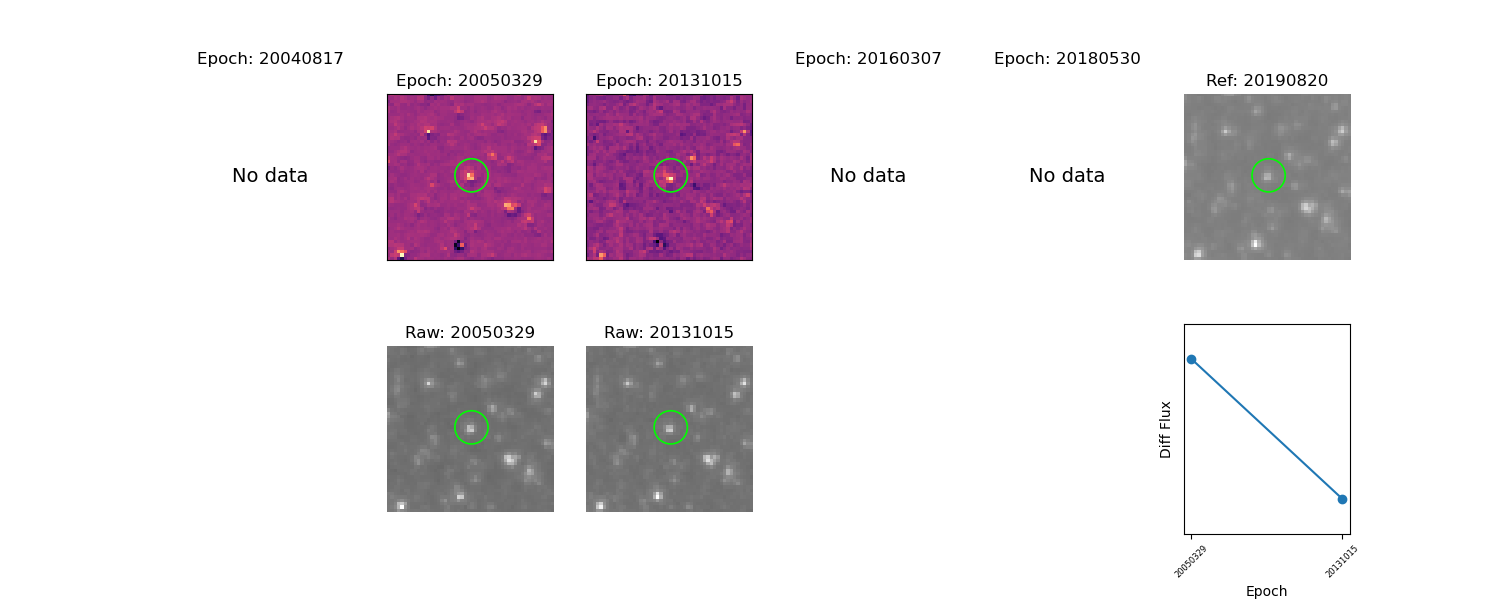 Epoch: 20040817
Epoch: 20050329
Epoch: 20131015
Epoch: 20160307
Epoch: 20180530
Ref: 20190820
No data
No data
No data
Raw: 20050329
Raw: 20131015
Diff Flux
20050329
20131015
Epoch